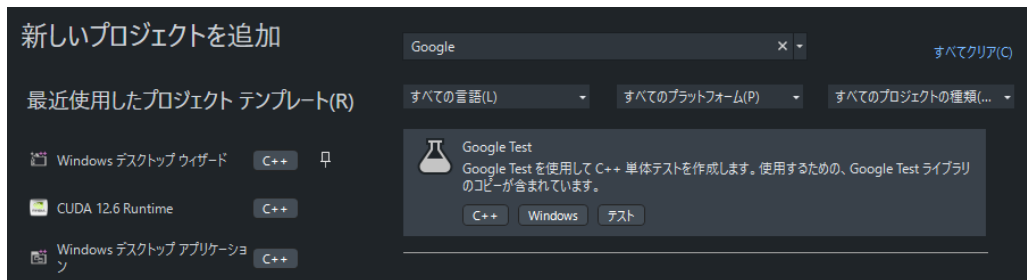 新しいプロジェクトを追加
Google
すべてクリア(C)
最近使用したプロジェクト テンプレート(R)
すべての言語(L)
すべてのプラットフォーム(P)
すべてのプロジェクトの種類(...
Windows デスクトップ ウィザード
C++
CUDA 12.6 Runtime
C++
Windows デスクトップ アプリケーショ
ン
C++
Google Test
Google Test を使用して C++ 単体テストを作成します。使用するための、Google Test ライブラリ
のコピーが含まれています。
C++
Windows
テスト